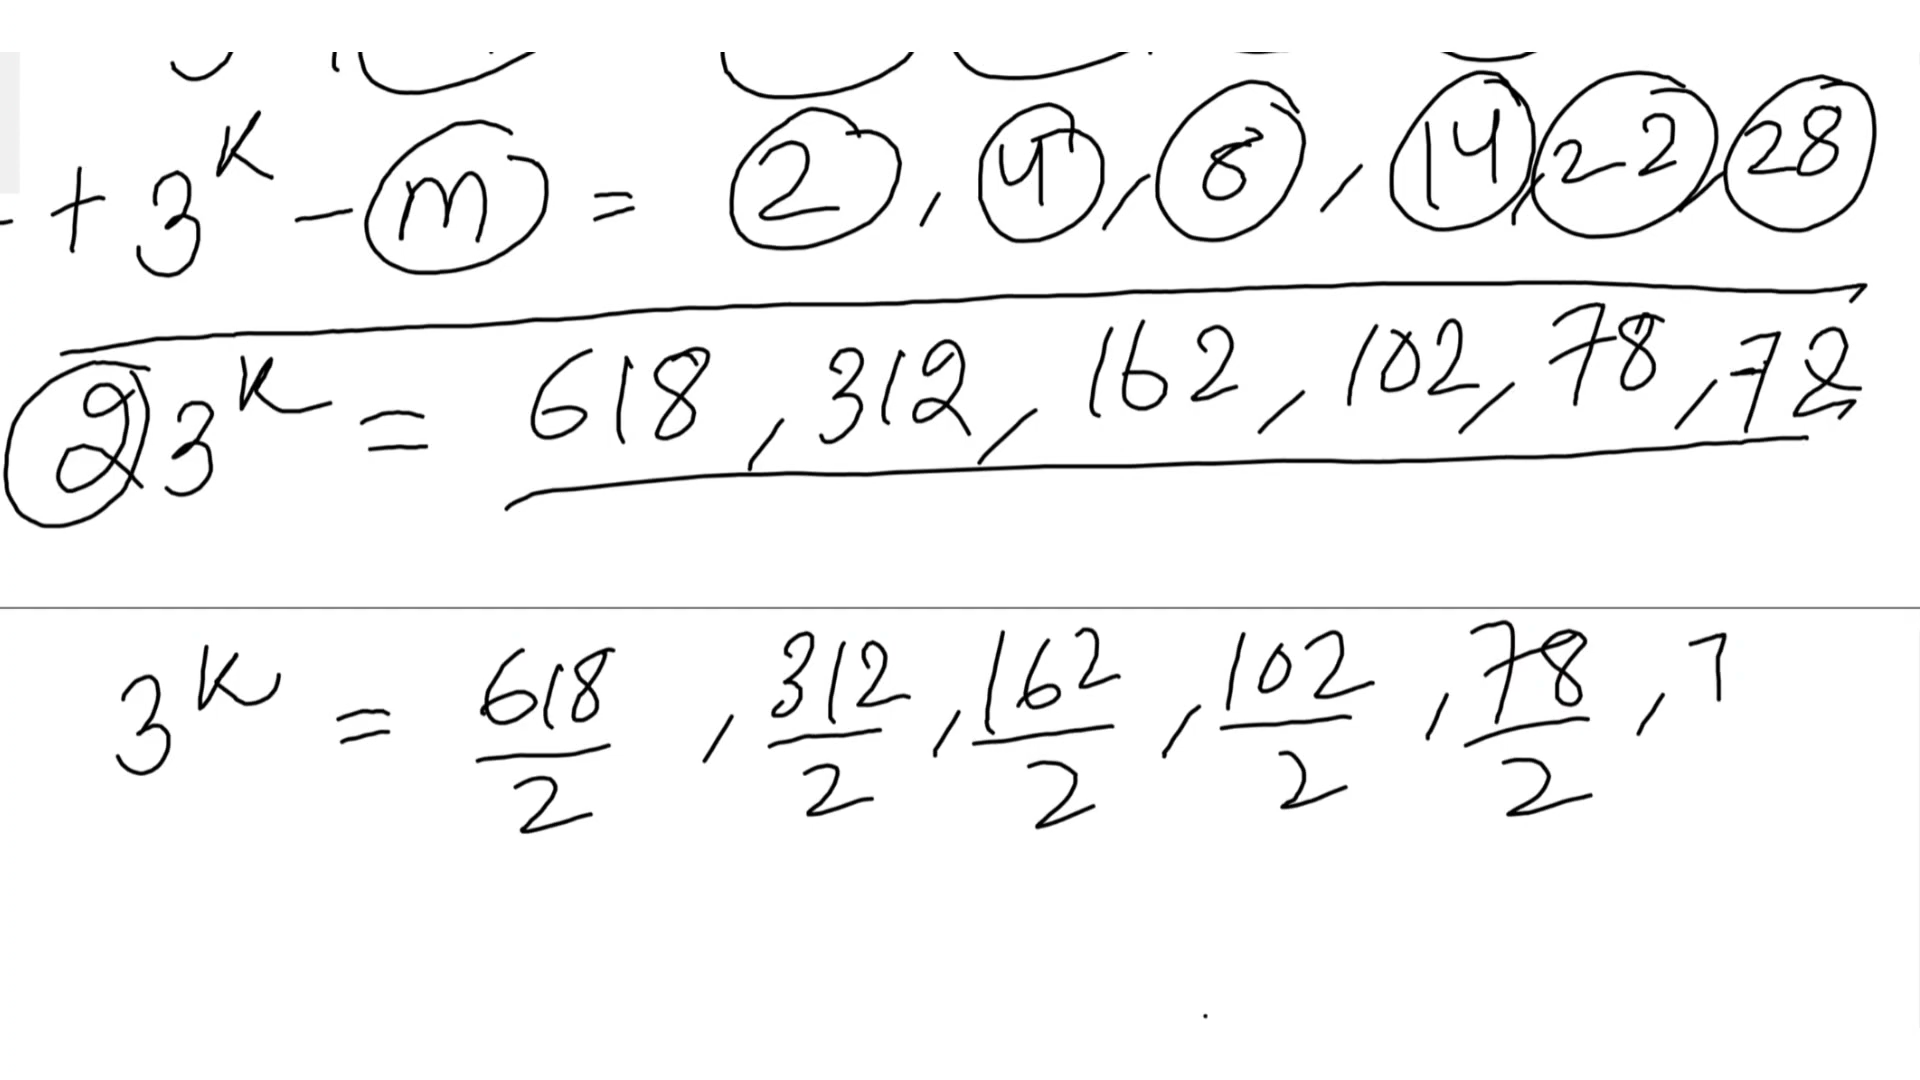 + 3^k - m = 2, 4, 8, 14, 22, 28
2 3^k = 618, 312, 162, 102, 78, 72
3^k = 618/2, 312/2, 162/2, 102/2, 78/2, 7